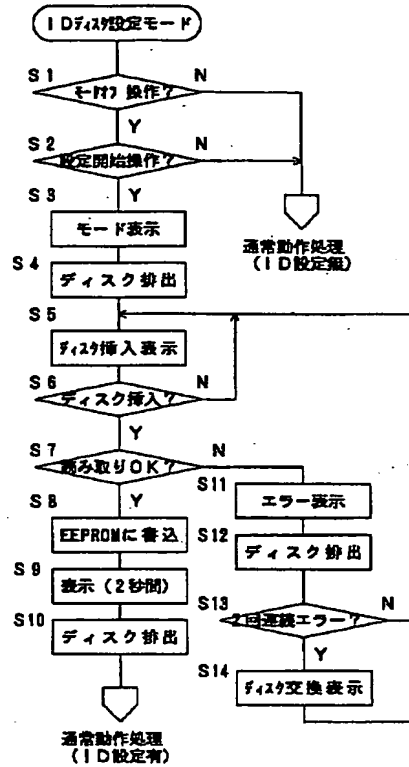 IDディスク設定モード
S1
N
モードオフ 操作?
Y
S2
N
設定開始操作?
S3
Y
モード表示
通常動作処理
(ID設定無)
S4
ディスク排出
S5
ディスク挿入表示
S6
N
ディスク挿入?
Y
S7
N
読み取りOK?
S8
Y
S11
エラー表示
EEPROMに書込
S12
ディスク排出
S9
表示(2秒間)
S13
N
2回連続エラー?
S10
ディスク排出
Y
S14
ディスク交換表示
通常動作処理
(ID設定有)